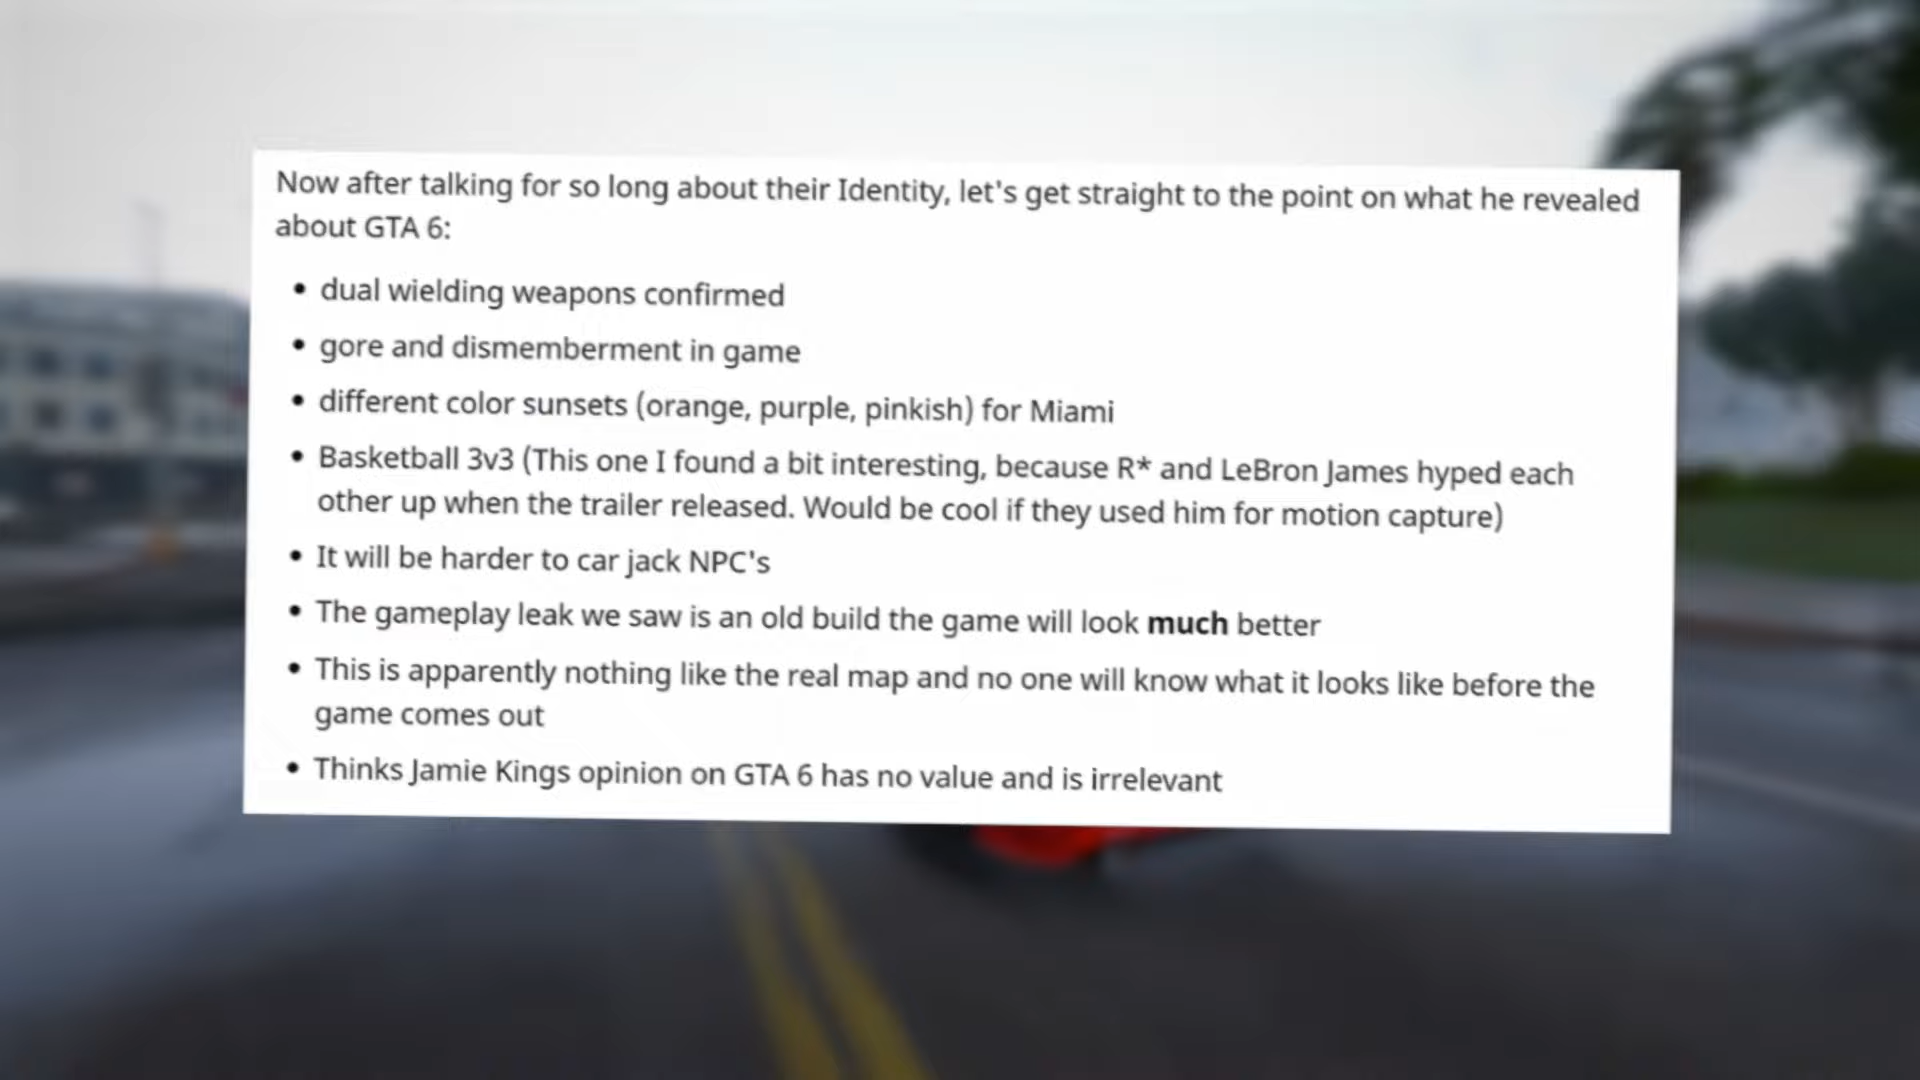 Now after talking for so long about their Identity, let's get straight to the point on what he revealed
about GTA 6:
• dual wielding weapons confirmed
• gore and dismemberment in game
• different color sunsets (orange, purple, pinkish) for Miami
• Basketball 3v3 (This one I found a bit interesting, because R* and LeBron James hyped each
other up when the trailer released. Would be cool if they used him for motion capture)
• It will be harder to car jack NPC's
• The gameplay leak we saw is an old build the game will look much better
• This is apparently nothing like the real map and no one will know what it looks like before the
game comes out
• Thinks Jamie Kings opinion on GTA 6 has no value and is irrelevant